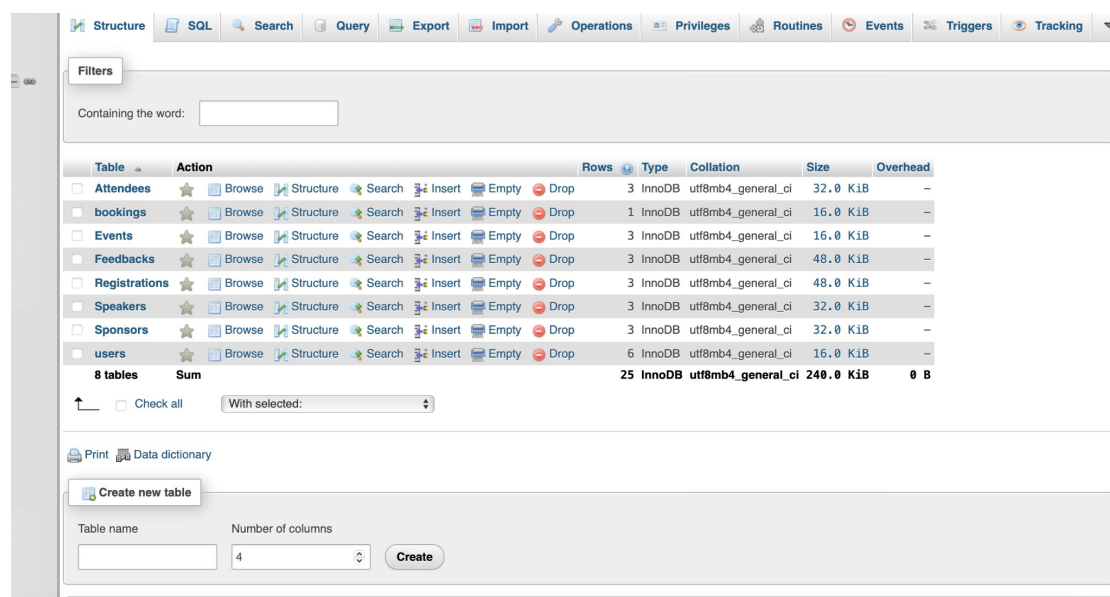 Structure SQL Search Query Export Import Operations Privileges Routines Events Triggers Tracking
Filters
Containing the word:
Table Action Rows Type Collation Size Overhead
Attendees Browse Structure Search Insert Empty Drop 3 InnoDB utf8mb4_general_ci 32.0 KiB –
bookings Browse Structure Search Insert Empty Drop 1 InnoDB utf8mb4_general_ci 16.0 KiB –
Events Browse Structure Search Insert Empty Drop 3 InnoDB utf8mb4_general_ci 16.0 KiB –
Feedbacks Browse Structure Search Insert Empty Drop 3 InnoDB utf8mb4_general_ci 48.0 KiB –
Registrations Browse Structure Search Insert Empty Drop 3 InnoDB utf8mb4_general_ci 48.0 KiB –
Speakers Browse Structure Search Insert Empty Drop 3 InnoDB utf8mb4_general_ci 32.0 KiB –
Sponsors Browse Structure Search Insert Empty Drop 3 InnoDB utf8mb4_general_ci 32.0 KiB –
users Browse Structure Search Insert Empty Drop 6 InnoDB utf8mb4_general_ci 16.0 KiB –
8 tables Sum 25 InnoDB utf8mb4_general_ci 240.0 KiB 0 B
Check all With selected:
Print Data dictionary
Create new table
Table name Number of columns
4 Create